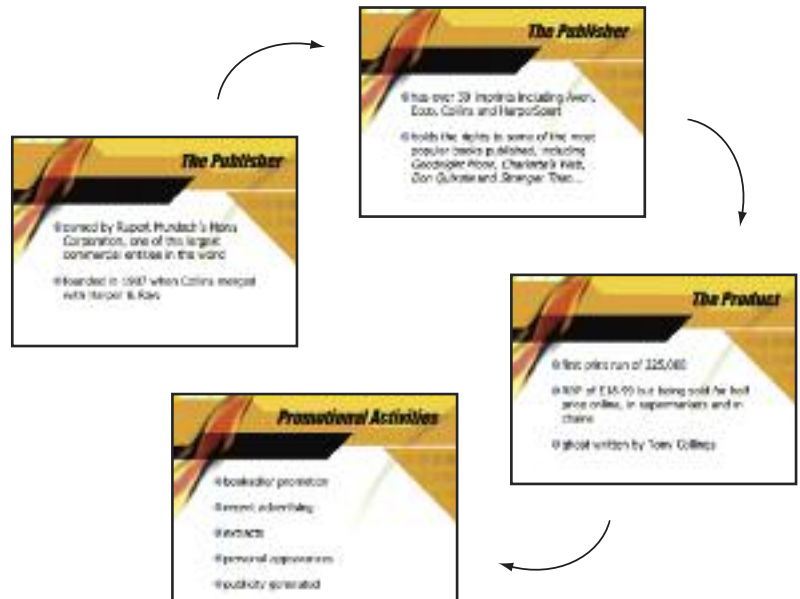 The Publisher
owned by Rupert Murdoch's News
Corporation, one of the largest
commercial entities in the world
founded in 1987 when Collins merged
with Harper & Row
The Publisher
has over 30 imprints including Avon,
Ecco, Collins and HarperSport
holds the rights to some of the most
popular books published, including
Goodnight Moon, Charlotte's Web,
Don Quixote and Stranger Than...
The Product
first print run of 225,000
RRP of £18.99 but being sold for half
price online, in supermarkets and in
chains
ghost written by Tony
Promotional Activities
bookseller promotion
recent advertising
extracts
personal appearances
publicity generated